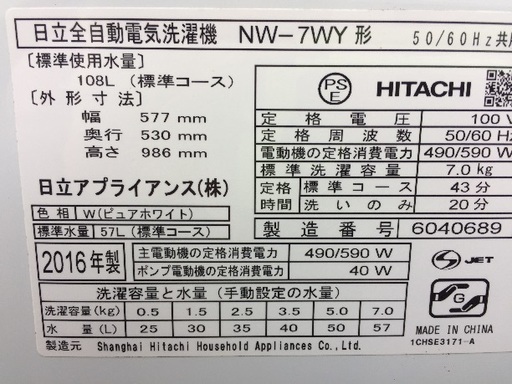 日立全自動電気洗濯機 NW-7WY 形 50/60Hz共
[標準使用水量]
108L (標準コース)
[外形寸法]
幅 577 mm
奥行 530 mm
高さ 986 mm
日立アプライアンス(株)
色相 W(ピュアホワイト)
標準水量 57L (標準コース)
PS E HITACHI
定格電圧 100 V
定格周波数 50/60 Hz
電動機の定格消費電力 490/590 W
標準洗濯容量 7.0 kg
定格時間 標準コース 43分
洗いのみ 20分
製造番号 6040689
2016年製
主電動機の定格消費電力 490/590 W
ポンプ電動機の定格消費電力 40 W
JET
洗濯容量と水量 (手動設定の水量)
洗濯容量(kg) 0.5 1.5 2.5 3.5 5.0 7.0
水量(L) 25 30 35 40 50 57
G
MADE IN CHINA
1CHSE3171-A
製造元 Shanghai Hitachi Household Appliances Co., Ltd.